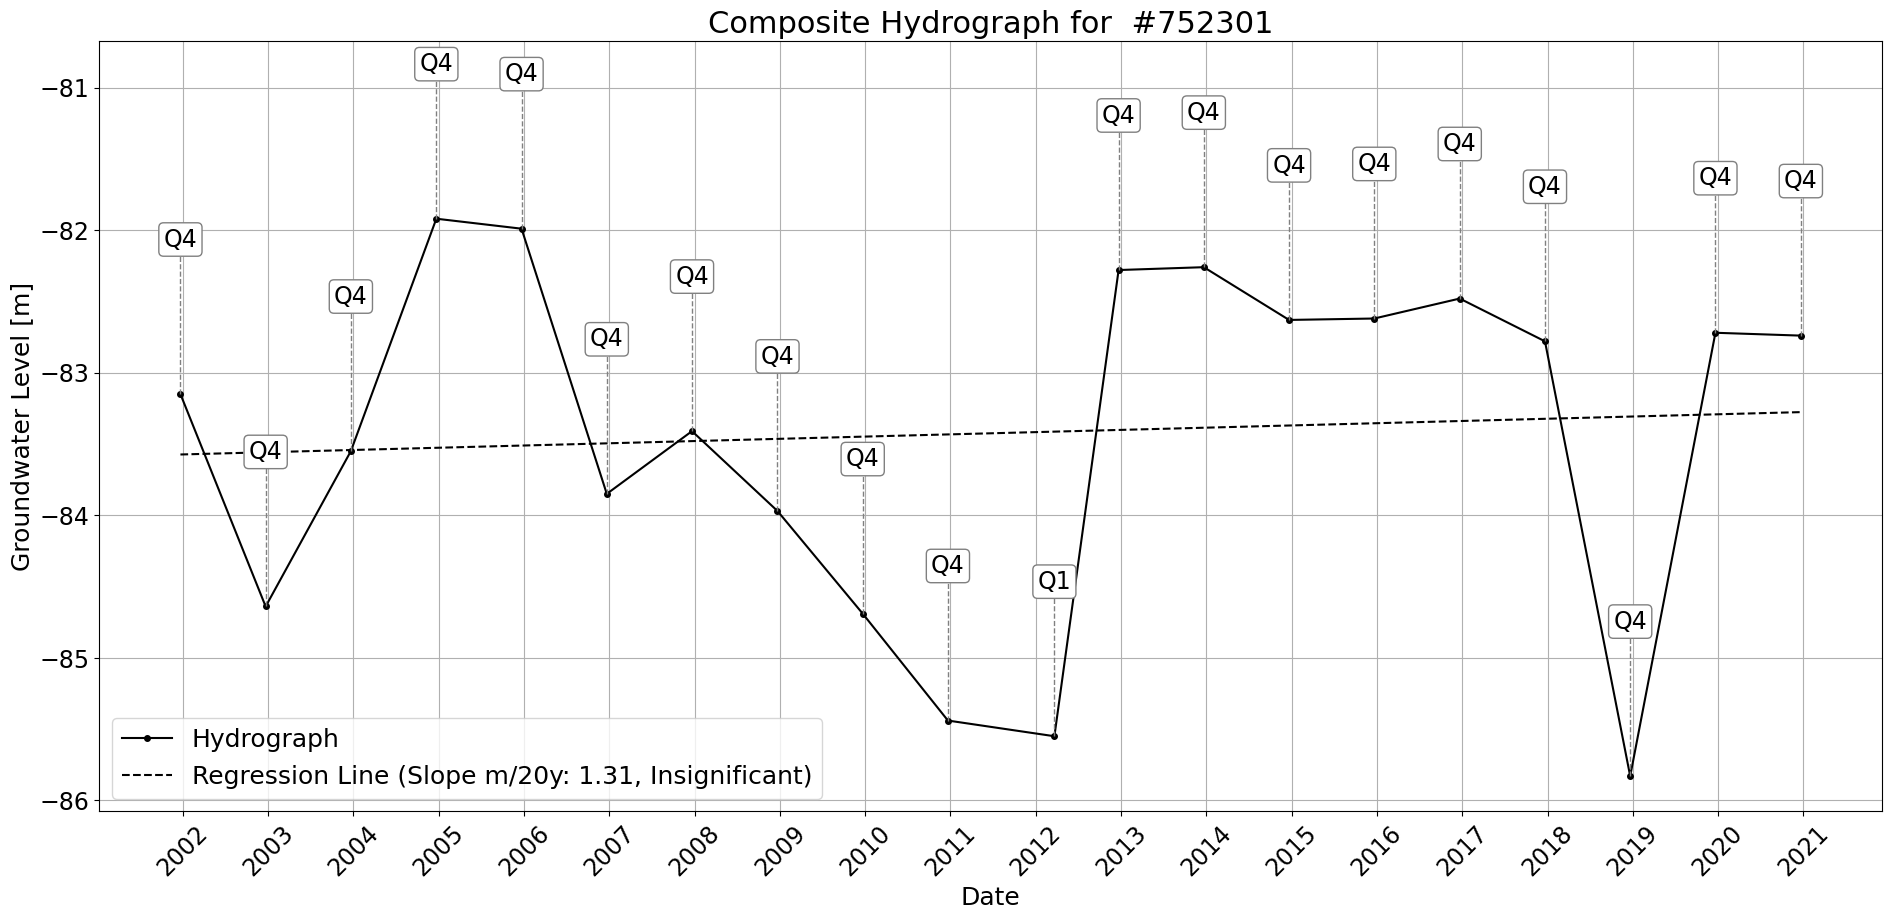 Composite Hydrograph for  #752301
Groundwater Level [m]
−81
−82
−83
−84
−85
−86
Q4
Q4
Q4
Q4
Q4
Q4
Q4
Q4
Q4
Q4
Q1
Q4
Q4
Q4
Q4
Q4
Q4
Q4
Q4
Q4
Hydrograph
Regression Line (Slope m/20y: 1.31, Insignificant)
2002
2003
2004
2005
2006
2007
2008
2009
2010
2011
2012
2013
2014
2015
2016
2017
2018
2019
2020
2021
Date